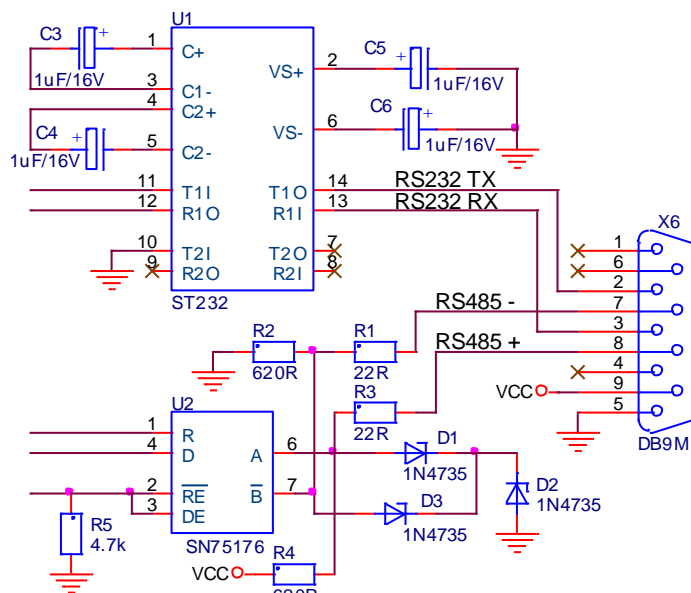 U1
C3 + 1 C+
1uF/16V
3 C1-
4 C2+
C4 +
1uF/16V
5 C2-
11 T1I
12 R1O
10 T2I
9 R2O
VS+ 2 + C5
1uF/16V
VS- 6 + C6
1uF/16V
T1O 14 RS232 TX
R1I 13 RS232 RX
T2O 7
R2I 8
ST232
X6
1
6
2
7
3
8
4
9
5
DB9M
RS485 -
RS485 +
VCC
R2
620R
R1
22R
R3
22R
U2
1 R
4 D
2 RE
3 DE
A 6
B 7
SN75176
D1
1N4735
D2
1N4735
D3
1N4735
R5
4.7k
R4
VCC